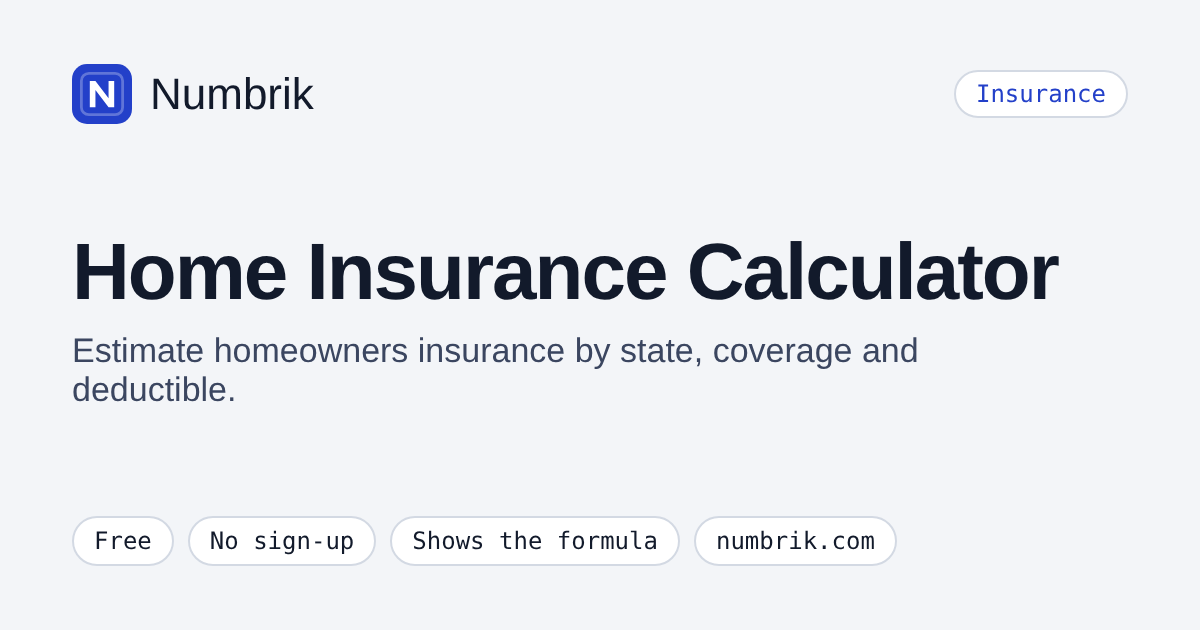 N Numbrik
Insurance
Home Insurance Calculator
Estimate homeowners insurance by state, coverage and
deductible.
Free
No sign-up
Shows the formula
numbrik.com